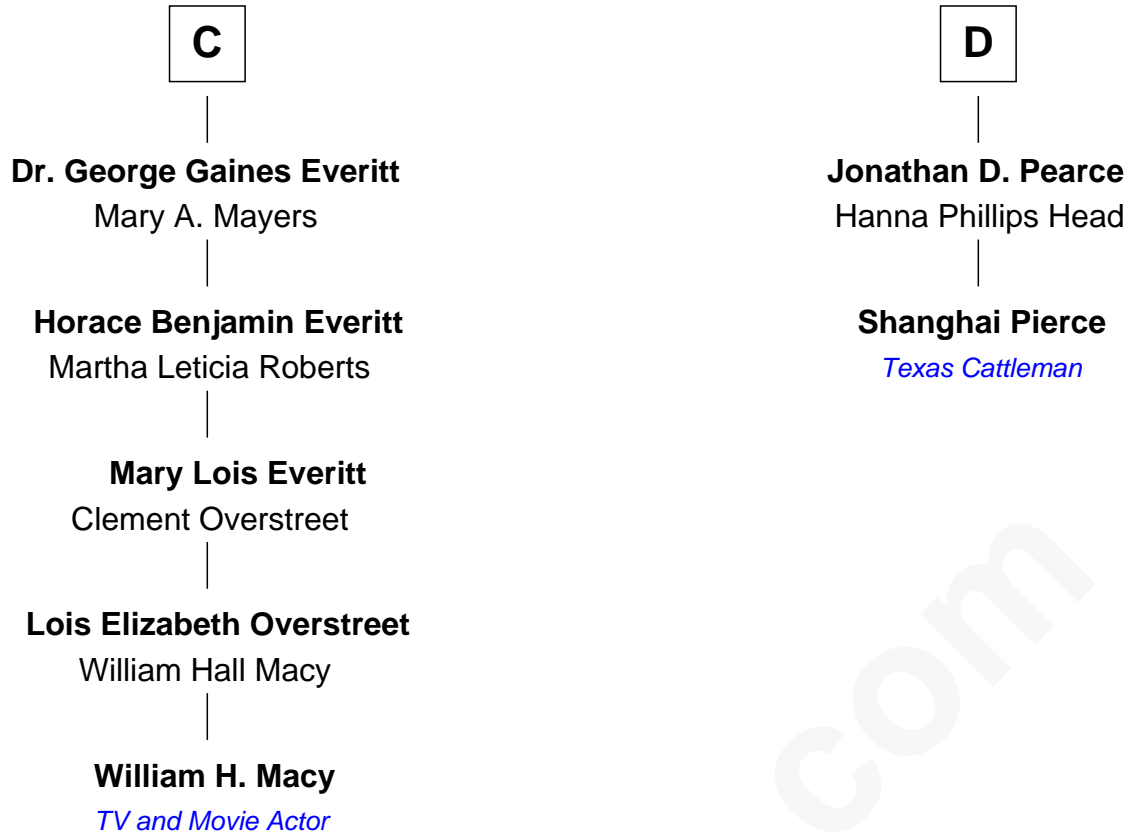 C
Dr. George Gaines Everitt
Mary A. Mayers
Horace Benjamin Everitt
Martha Leticia Roberts
Mary Lois Everitt
Clement Overstreet
Lois Elizabeth Overstreet
William Hall Macy
William H. Macy
TV and Movie Actor
D
Jonathan D. Pearce
Hanna Phillips Head
Shanghai Pierce
Texas Cattleman
com